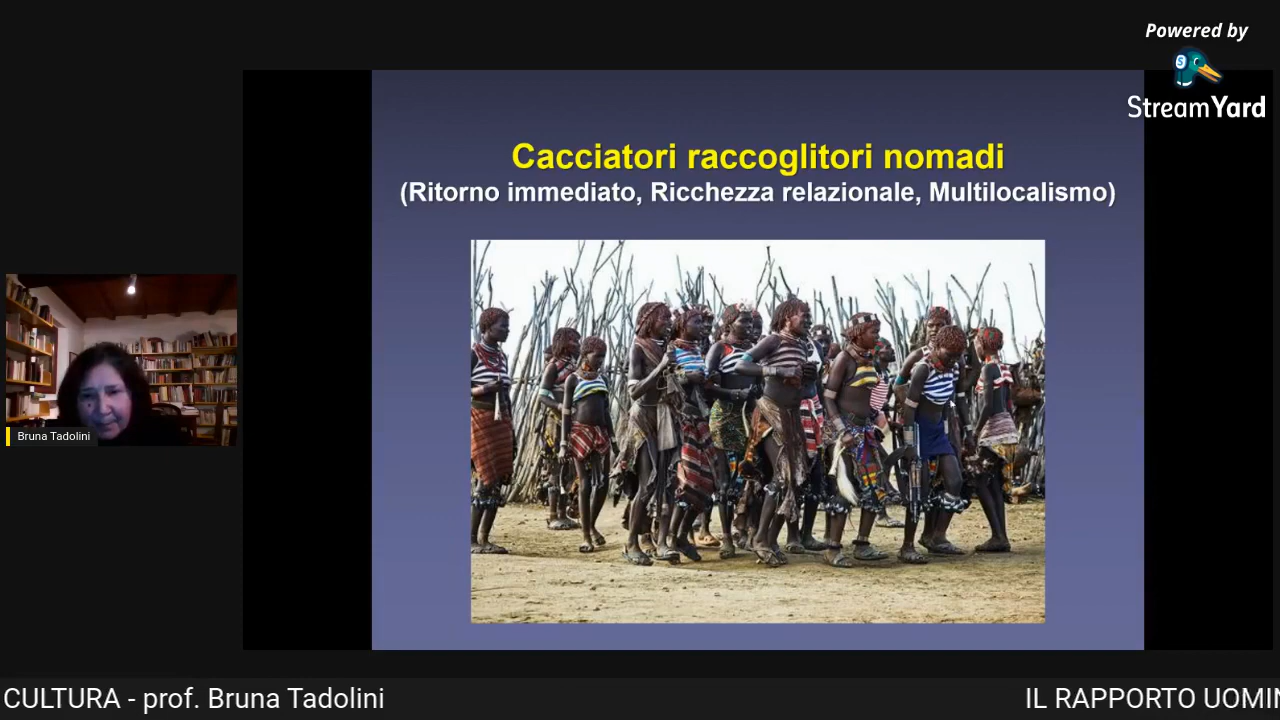 Powered by
StreamYard
Cacciatori raccoglitori nomadi
(Ritorno immediato, Ricchezza relazionale, Multilocalismo)
Bruna Tadolini
CULTURA - prof. Bruna Tadolini
IL RAPPORTO UOMIN